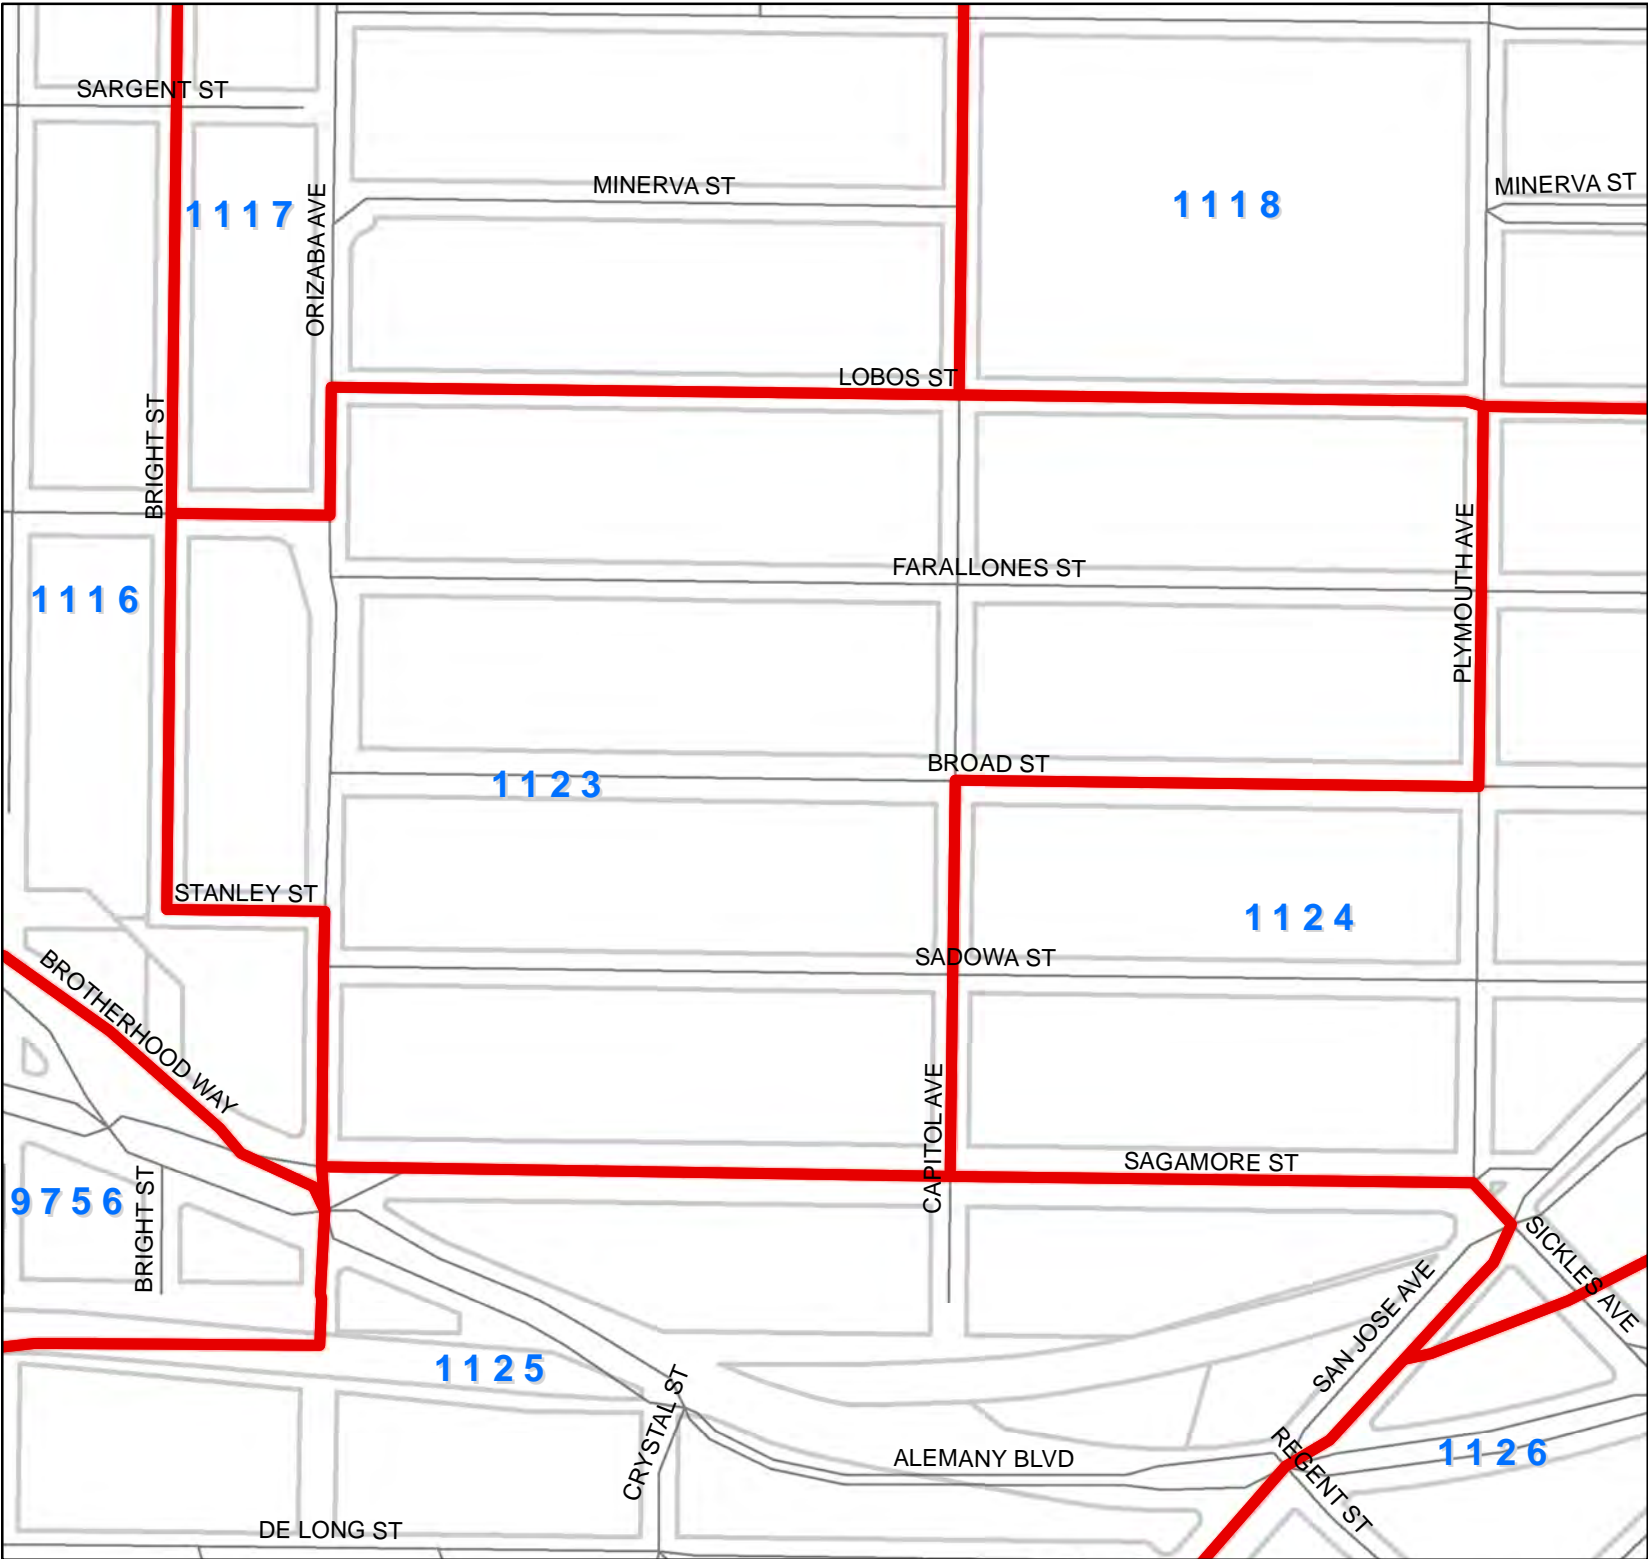 SARGENT ST
MINERVA ST
MINERVA ST
1117
1118
ORIZABA AVE
LOBOS ST
BRIGHT ST
FARALLONES ST
PLYMOUTH AVE
1116
BROAD ST
1123
STANLEY ST
1124
SADOWA ST
BROTHERHOOD WAY
CAPITOL AVE
SAGAMORE ST
9756
BRIGHT ST
SICKLES AVE
SAN JOSE AVE
1125
CRYSTAL ST
ALEMANY BLVD
REGENT ST
1126
DE LONG ST